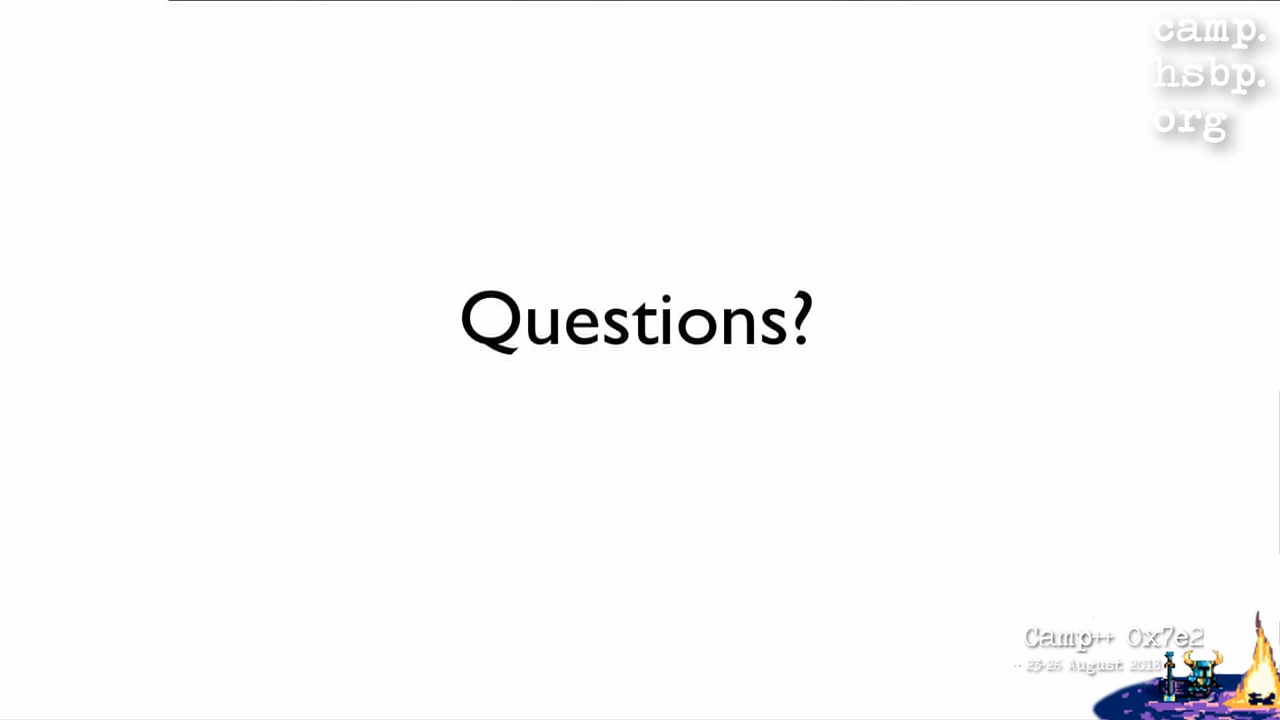 camp.
hsbp.
org
Questions?
Camp++ 0x7e2
23-26 August 2018